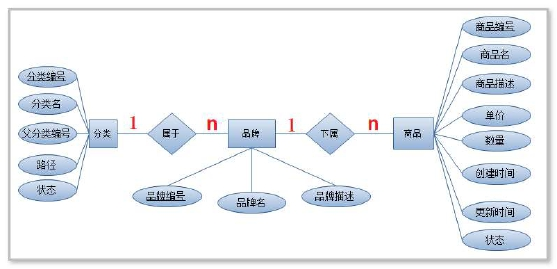 分类编号
分类名
父分类编号
路径
状态
分类
1
属于
n
品牌
1
下属
n
商品
品牌编号
品牌名
品牌描述
商品编号
商品名
商品描述
单价
数量
创建时间
更新时间
状态